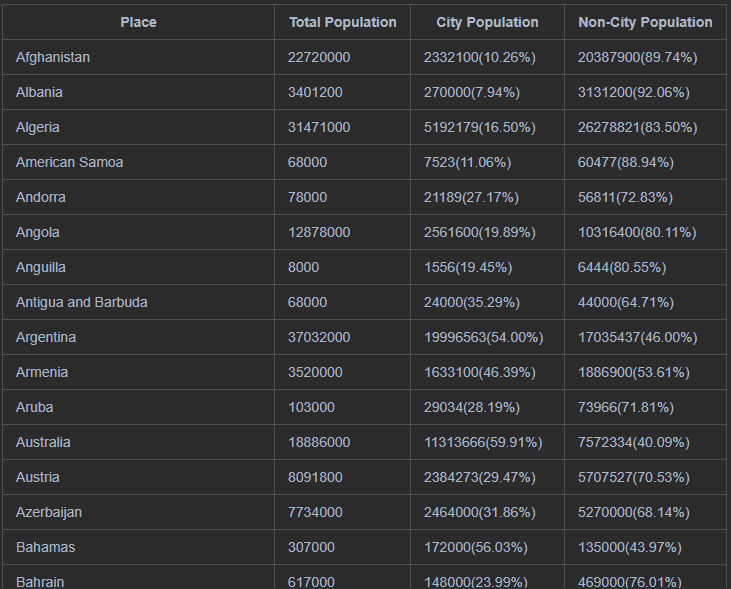 Place Total Population City Population Non-City Population
Afghanistan 22720000 2332100(10.26%) 20387900(89.74%)
Albania 3401200 270000(7.94%) 3131200(92.06%)
Algeria 31471000 5192179(16.50%) 26278821(83.50%)
American Samoa 68000 7523(11.06%) 60477(88.94%)
Andorra 78000 21189(27.17%) 56811(72.83%)
Angola 12878000 2561600(19.89%) 10316400(80.11%)
Anguilla 8000 1556(19.45%) 6444(80.55%)
Antigua and Barbuda 68000 24000(35.29%) 44000(64.71%)
Argentina 37032000 19996563(54.00%) 17035437(46.00%)
Armenia 3520000 1633100(46.39%) 1886900(53.61%)
Aruba 103000 29034(28.19%) 73966(71.81%)
Australia 18886000 11313666(59.91%) 7572334(40.09%)
Austria 8091800 2384273(29.47%) 5707527(70.53%)
Azerbaijan 7734000 2464000(31.86%) 5270000(68.14%)
Bahamas 307000 172000(56.03%) 135000(43.97%)
Bahrain 617000 148000(23.99%) 469000(76.01%)